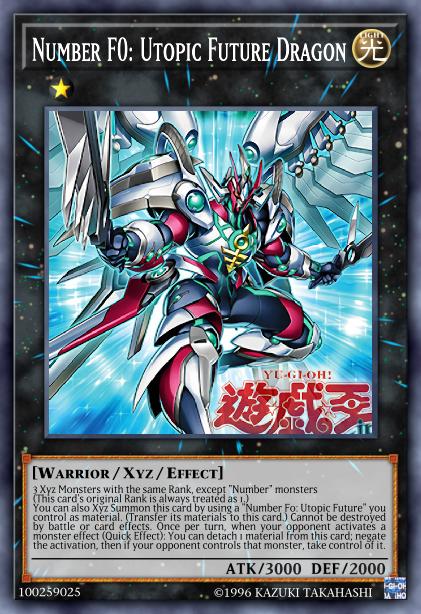 Number F0: Utopic Future Dragon
LIGHT
光
YU-GI-OH!
遊戯王
[Warrior / Xyz / Effect]
3 Xyz Monsters with the same Rank, except "Number" monsters
(This card's original Rank is always treated as 1.)
You can also Xyz Summon this card by using a "Number F0: Utopic Future" you
control as material. (Transfer its materials to this card.) Cannot be destroyed
by battle or card effects. Once per turn, when your opponent activates a
monster effect (Quick Effect): You can detach 1 material from this card; negate
the activation, then if your opponent controls that monster, take control of it.
ATK/3000 DEF/2000
100259025
©1996 KAZUKI TAKAHASHI